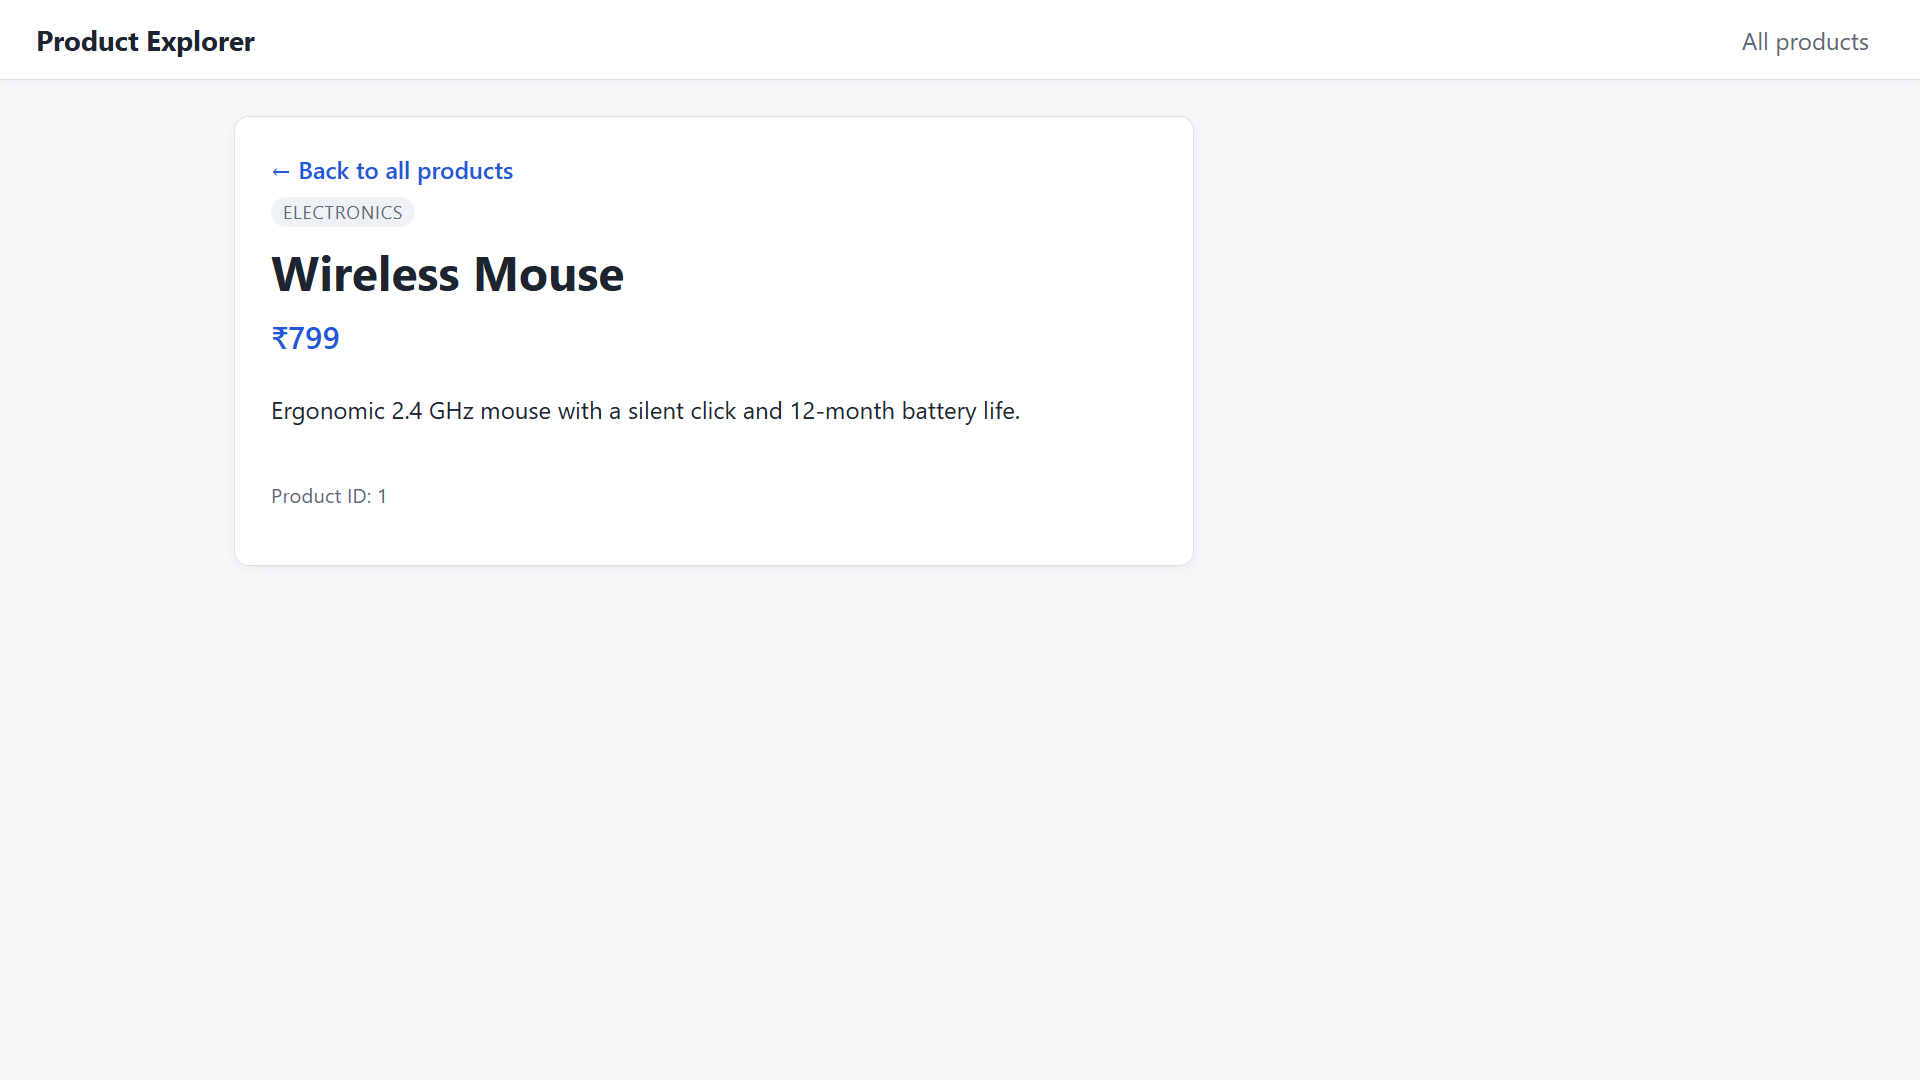 Product Explorer
All products
← Back to all products
ELECTRONICS
Wireless Mouse
₹799
Ergonomic 2.4 GHz mouse with a silent click and 12-month battery life.
Product ID: 1